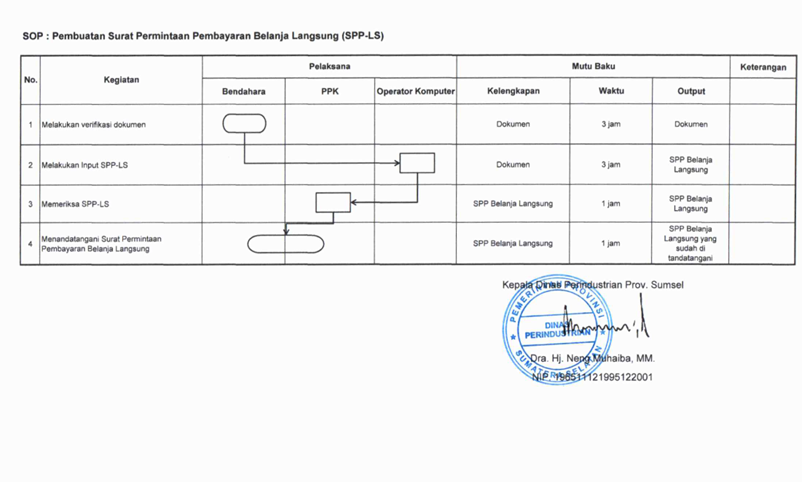 SOP : Pembuatan Surat Permintaan Pembayaran Belanja Langsung (SPP-LS)
No. Kegiatan Pelaksana Mutu Baku Keterangan
Bendahara PPK Operator Komputer Kelengkapan Waktu Output
1 Melakukan verifikasi dokumen Dokumen 3 jam Dokumen
2 Melakukan Input SPP-LS Dokumen 3 jam SPP Belanja
Langsung
3 Memeriksa SPP-LS SPP Belanja Langsung 1 jam SPP Belanja
Langsung
4 Menandatangani Surat Permintaan
Pembayaran Belanja Langsung SPP Belanja Langsung 1 jam SPP Belanja
Langsung yang
sudah di
tandatangani
Kepala Dinas Perindustrian Prov. Sumsel
PEMERINTAH PROVINSI
DINAS
PERINDUSTRIAN
SUMATERA SELATAN
Dra. Hj. Neng Muhaiba, MM.
NIP. 196511121995122001